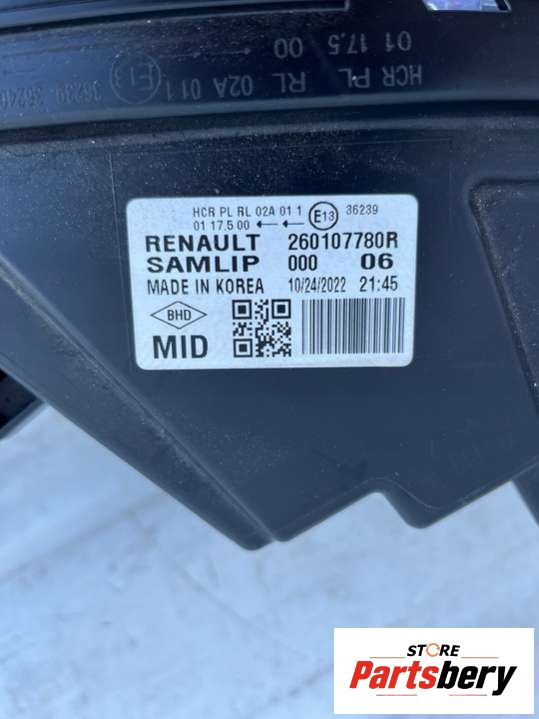 01 17.5 00
HCR PL RL 02A 01 1 E13 36239
HCR PL RL 02A 01 1 E13 36239
01 17.5 00 ← ←
RENAULT 260107780R
SAMLIP 000 06
MADE IN KOREA 10/24/2022 21:45
BHD
MID
STORE
Partsbery